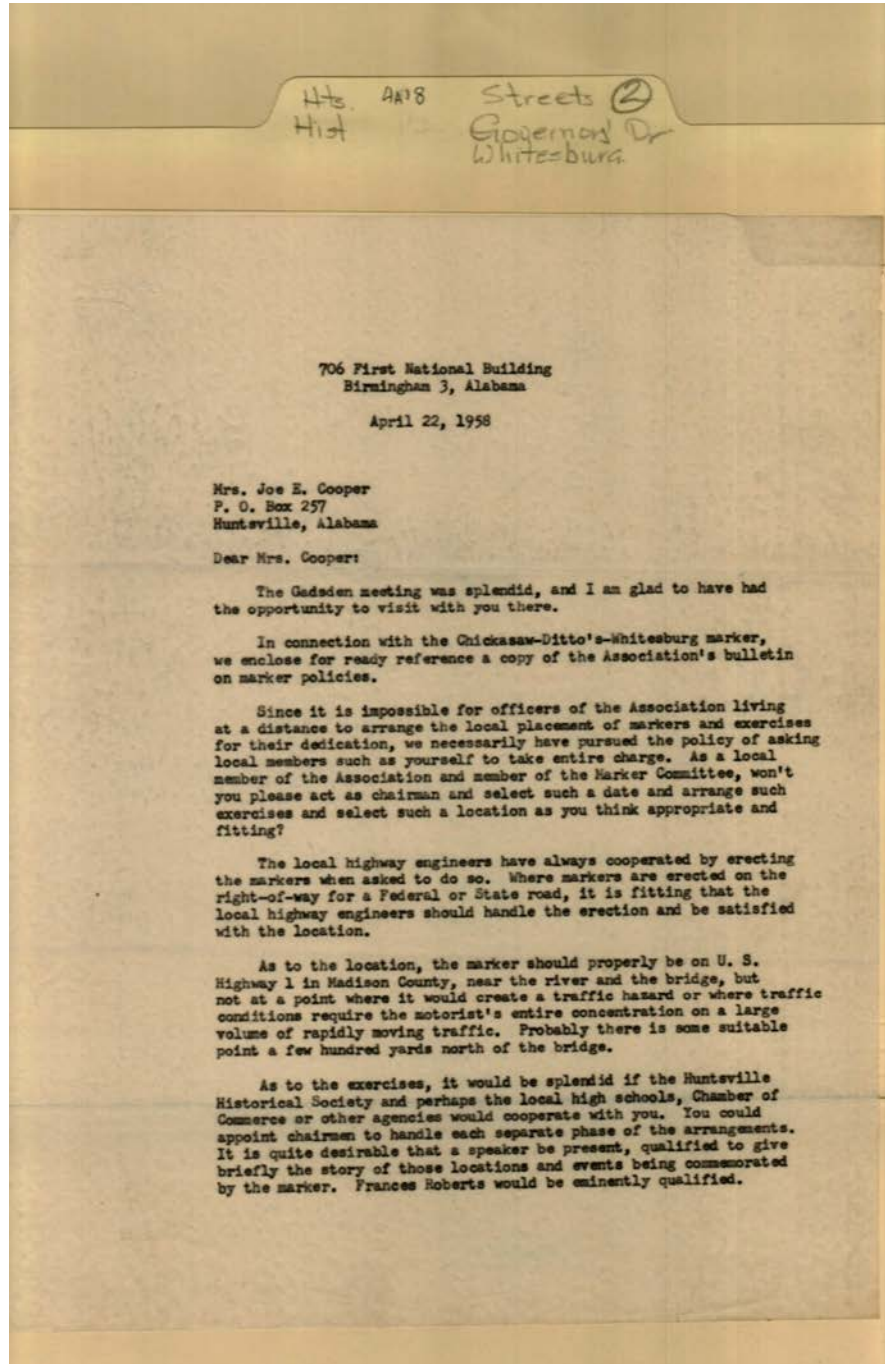 Hts. AA18 Streets ②
Hist Governors' Dr
Whitesburg
706 First National Building
Birmingham 3, Alabama
April 22, 1958
Mrs. Joe E. Cooper
P. O. Box 257
Huntsville, Alabama
Dear Mrs. Cooper:
The Gadsden meeting was splendid, and I am glad to have had
the opportunity to visit with you there.
In connection with the Chickasaw-Ditto's-Whitesburg marker,
we enclose for ready reference a copy of the Association's bulletin
on marker policies.
Since it is impossible for officers of the Association living
at a distance to arrange the local placement of markers and exercises
for their dedication, we necessarily have pursued the policy of asking
local members such as yourself to take entire charge. As a local
member of the Association and member of the Marker Committee, won't
you please act as chairman and select such a date and arrange such
exercises and select such a location as you think appropriate and
fitting?
The local highway engineers have always cooperated by erecting
the markers when asked to do so. Where markers are erected on the
right-of-way for a Federal or State road, it is fitting that the
local highway engineers should handle the erection and be satisfied
with the location.
As to the location, the marker should properly be on U. S.
Highway 1 in Madison County, near the river and the bridge, but
not at a point where it would create a traffic hazard or where traffic
conditions require the motorist's entire concentration on a large
volume of rapidly moving traffic. Probably there is some suitable
point a few hundred yards north of the bridge.
As to the exercises, it would be splendid if the Huntsville
Historical Society and perhaps the local high schools, Chamber of
Commerce or other agencies would cooperate with you. You could
appoint chairmen to handle each separate phase of the arrangements.
It is quite desirable that a speaker be present, qualified to give
briefly the story of those locations and events being commemorated
by the marker. Frances Roberts would be eminently qualified.